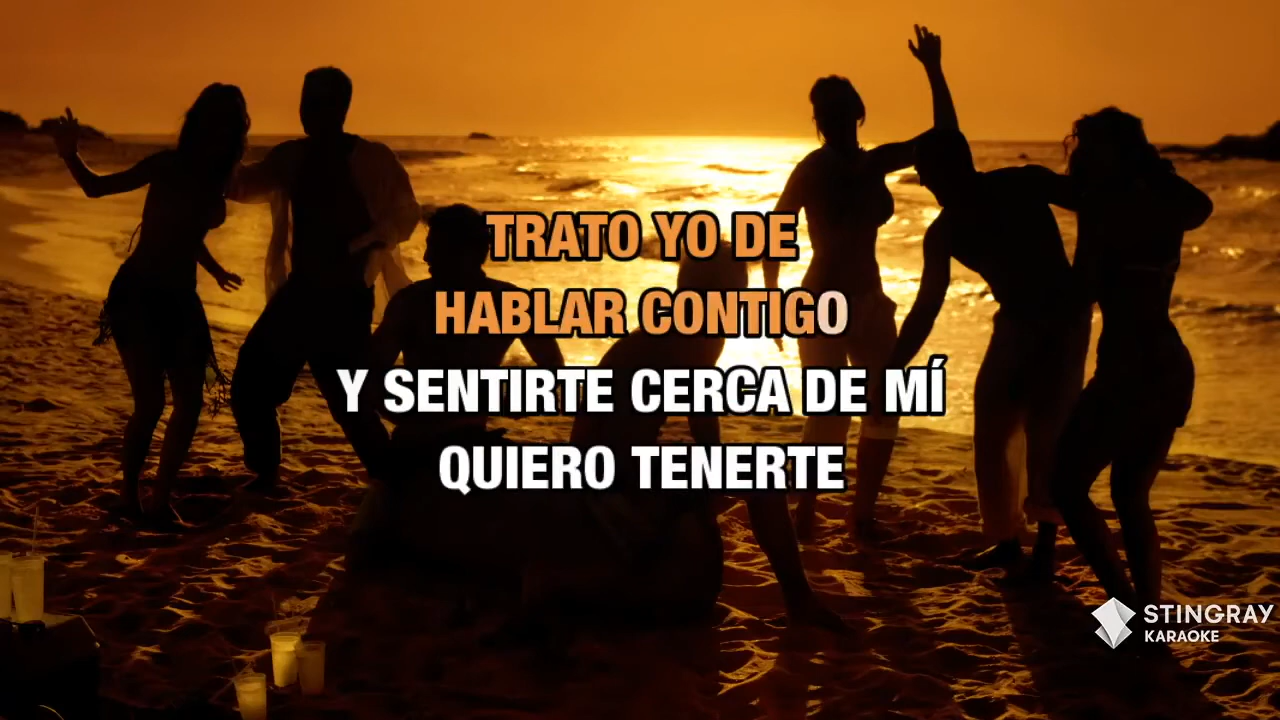 TRATO YO DE
HABLAR CONTIGO
Y SENTIRTE CERCA DE MÍ
QUIERO TENERTE
STINGRAY
KARAOKE